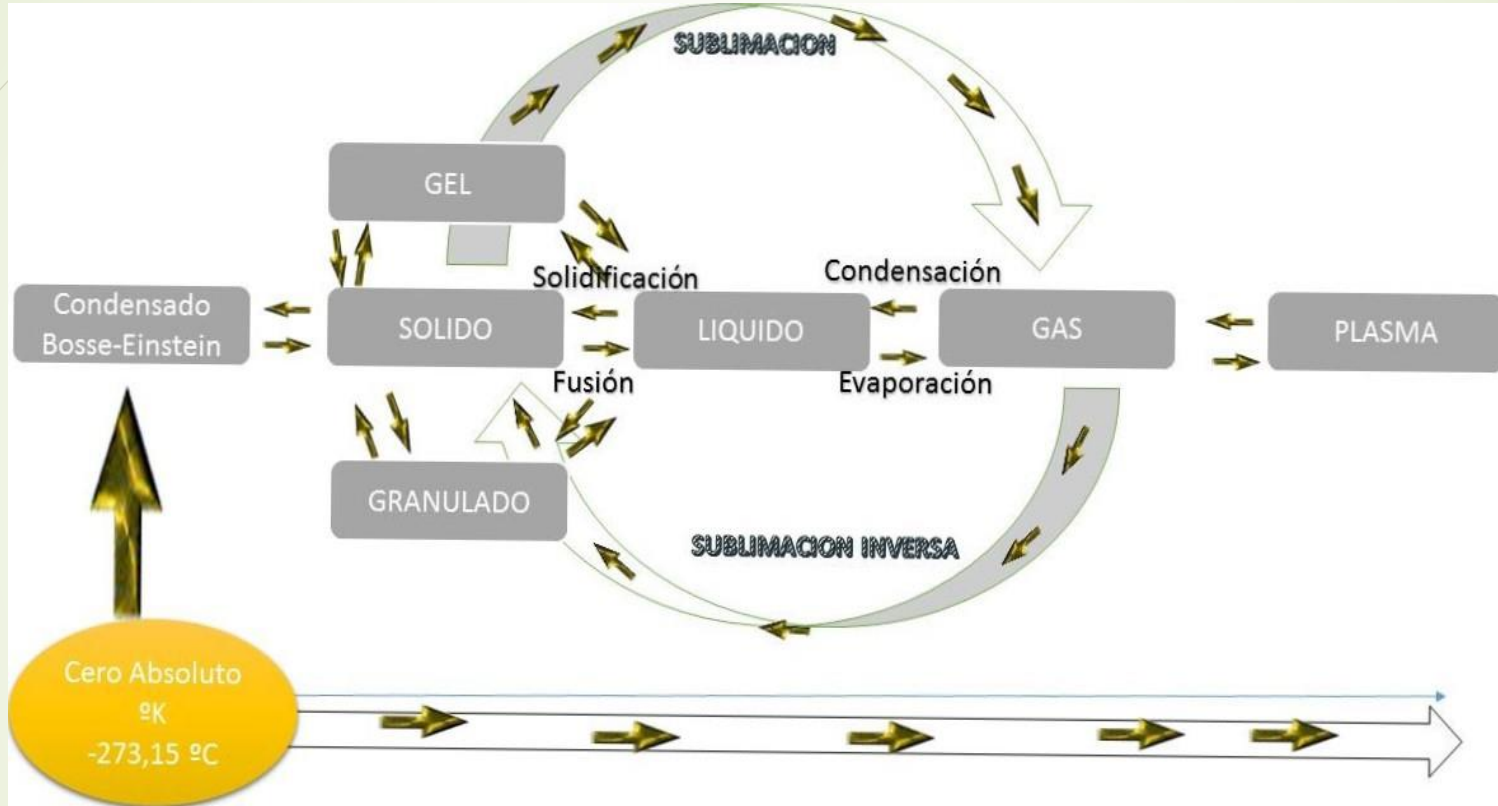 SUBLIMACION
GEL
Solidificación
Condensación
Condensado
Bosse-Einstein
SOLIDO
LIQUIDO
GAS
PLASMA
Fusión
Evaporación
GRANULADO
SUBLIMACION INVERSA
Cero Absoluto
ºK
-273,15 ºC